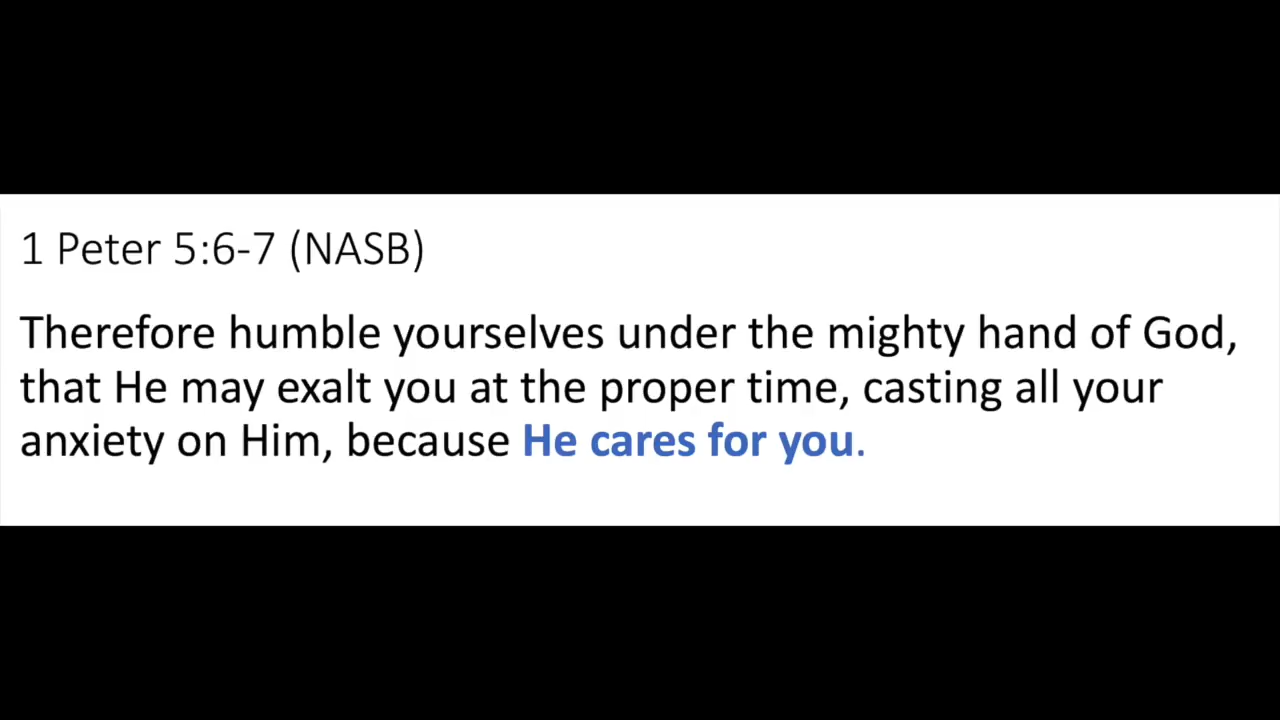 1 Peter 5:6-7 (NASB)
Therefore humble yourselves under the mighty hand of God,
that He may exalt you at the proper time, casting all your
anxiety on Him, because He cares for you.